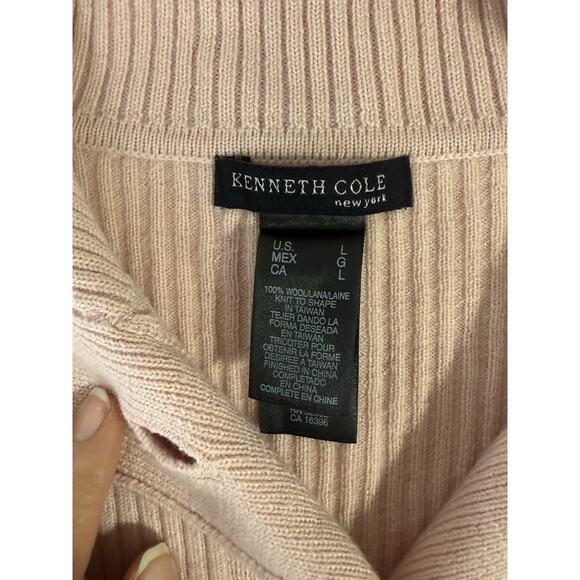 KENNETH COLE
new york
U.S. L
MEX G
CA L
100% WOOL/LANA/LAINE
KNIT TO SHAPE
IN TAIWAN
TEJER DANDO LA
FORMA DESEADA
EN TAIWAN
TRICOTER POUR
OBTENIR LA FORME
DESIRÉE A TAIWAN
FINISHED IN CHINA
COMPLETADO
EN CHINA
COMPLETE EN CHINE
CA 16396